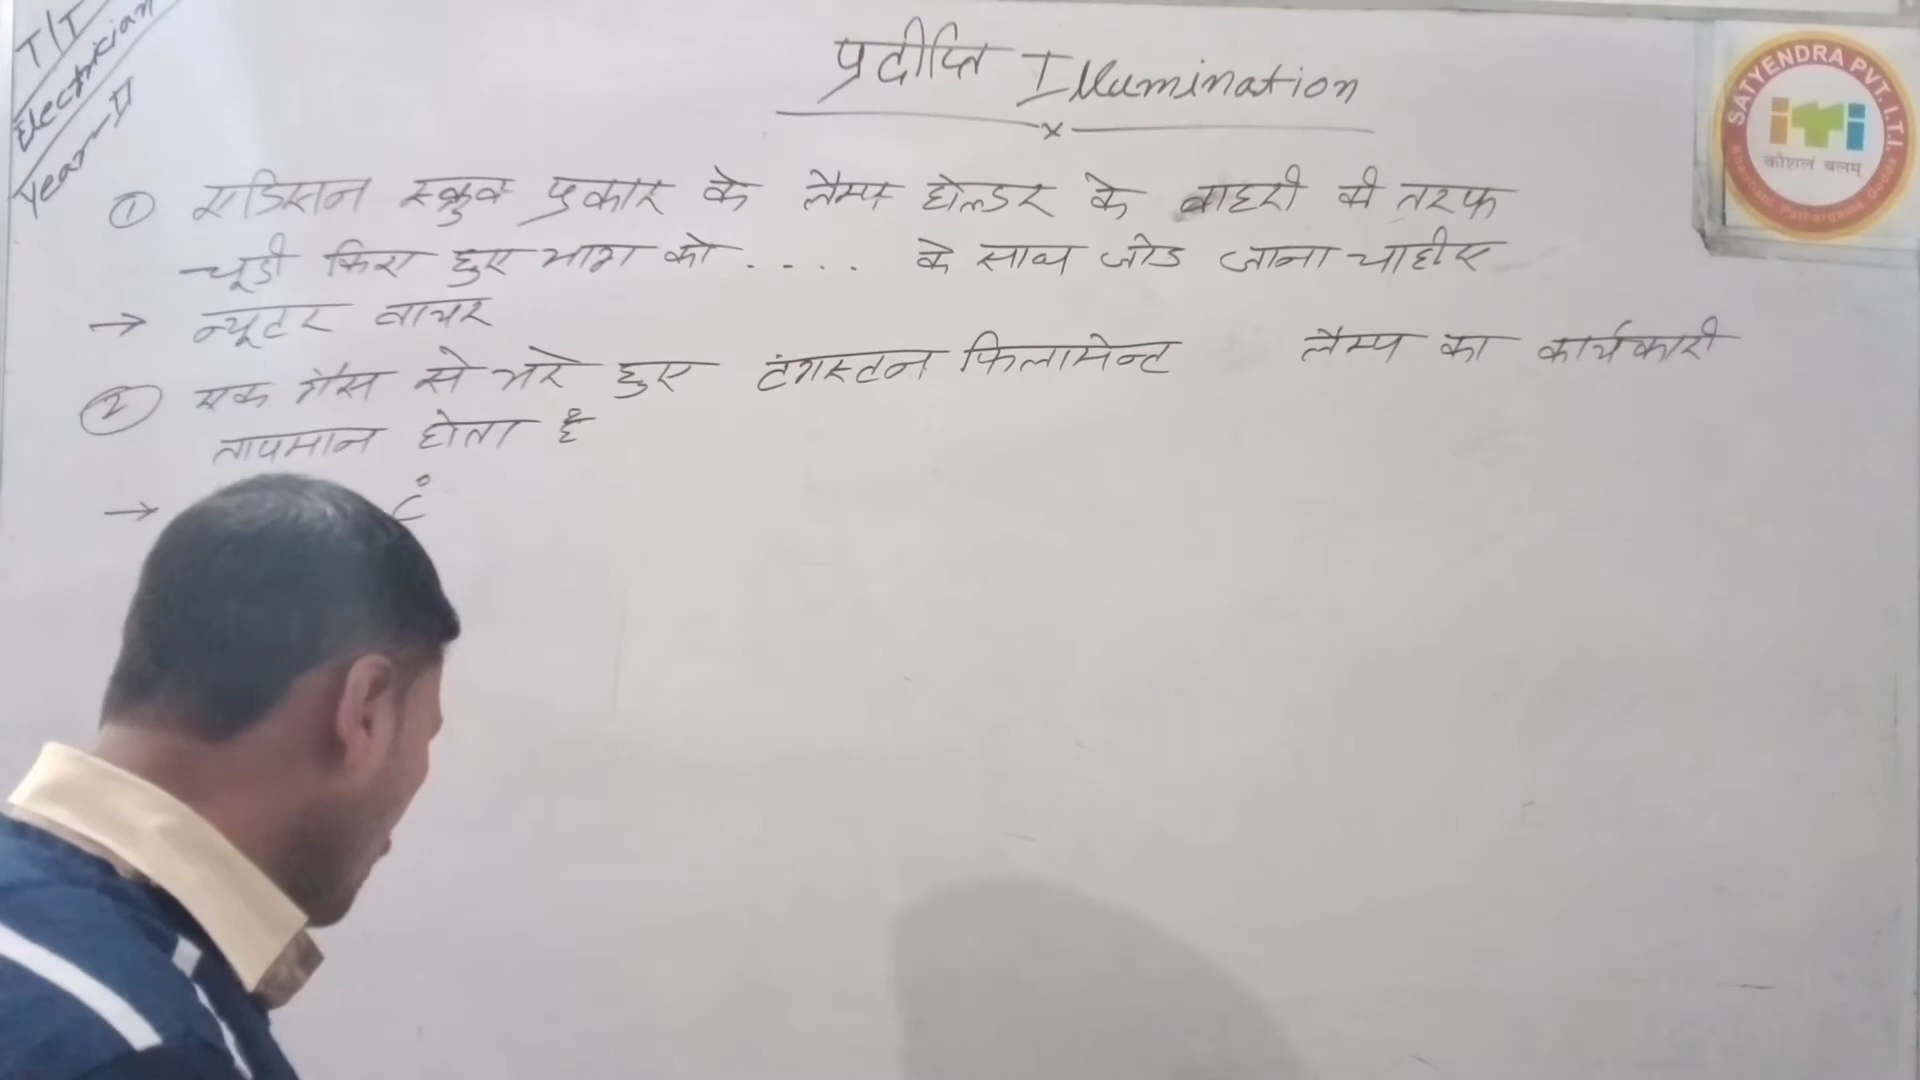 T/T
Electrician
Year-II
प्रदीप्ति Illumination
① एडिसन स्क्रुव प्रकार के लैम्प होल्डर के बाहरी की तरफ
चूडी किए हुए भाग को . . . . के साथ जोड जाना चाहीए
→ न्यूटर वायर
② एक गैस से भरे हुए टंगस्टन फिलामेन्ट लैम्प का कार्यकारी
तापमान होता है
→ C°
SATYENDRA PVT. I.T.I.
iTi
कौशलं बलम्